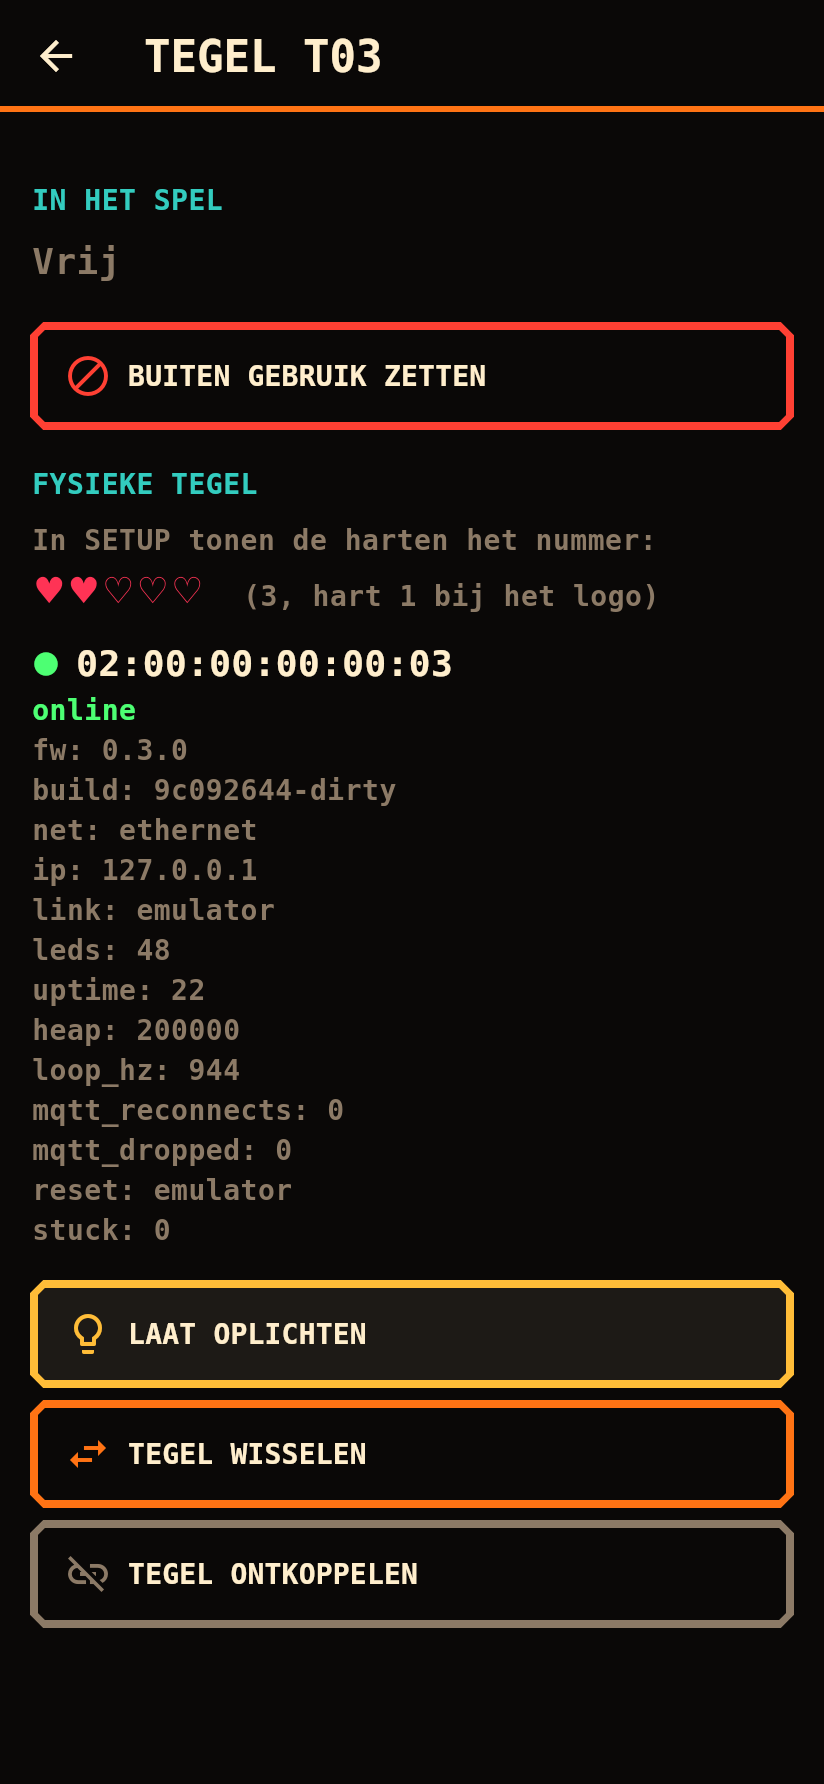 TEGEL T03
IN HET SPEL
Vrij
BUITEN GEBRUIK ZETTEN
FYSIEKE TEGEL
In SETUP tonen de harten het nummer:
♥♥♡♡♡ (3, hart 1 bij het logo)
02:00:00:00:00:03
online
fw: 0.3.0
build: 9c092644-dirty
net: ethernet
ip: 127.0.0.1
link: emulator
leds: 48
uptime: 22
heap: 200000
loop_hz: 944
mqtt_reconnects: 0
mqtt_dropped: 0
reset: emulator
stuck: 0
LAAT OPLICHTEN
TEGEL WISSELEN
TEGEL ONTKOPPELEN